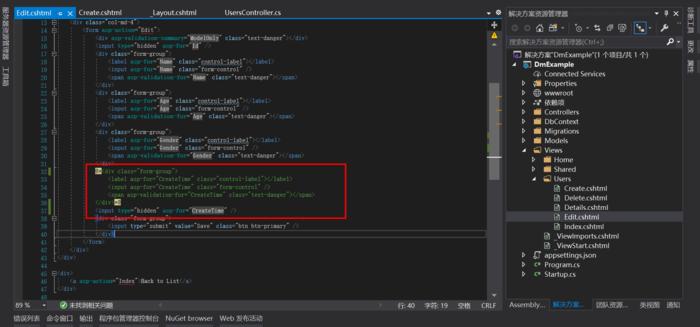 Edit.cshtml
Create.cshtml
_Layout.cshtml
UsersController.cs
服务器资源管理器 工具箱
13 <div class="col-md-4">
14 <form asp-action="Edit">
15 <div asp-validation-summary="ModelOnly" class="text-danger"></div>
16 <input type="hidden" asp-for="Id" />
17 <div class="form-group">
18 <label asp-for="Name" class="control-label"></label>
19 <input asp-for="Name" class="form-control" />
20 <span asp-validation-for="Name" class="text-danger"></span>
21 </div>
22 <div class="form-group">
23 <label asp-for="Age" class="control-label"></label>
24 <input asp-for="Age" class="form-control" />
25 <span asp-validation-for="Age" class="text-danger"></span>
26 </div>
27 <div class="form-group">
28 <label asp-for="Gender" class="control-label"></label>
29 <input asp-for="Gender" class="form-control" />
30 <span asp-validation-for="Gender" class="text-danger"></span>
31 </div>
32 @*<div class="form-group">
33 <label asp-for="CreateTime" class="control-label"></label>
34 <input asp-for="CreateTime" class="form-control" />
35 <span asp-validation-for="CreateTime" class="text-danger"></span>
36 </div>*@
37 <input type="hidden" asp-for="CreateTime" />
38 <div class="form-group">
39 <input type="submit" value="Save" class="btn btn-primary" />
40 </div>
41 </form>
42 </div>
43 </div>
44
45 <div>
46 <a asp-action="Index">Back to List</a>
47 </div>
89 %
未找到相关问题
行: 40
字符: 19
空格
CRLF
错误列表 命令窗口 输出 程序包管理器控制台 NuGet browser Web 发布活动
解决方案资源管理器
搜索解决方案资源管理器(Ctrl+;)
解决方案"DmExample"(1 个项目/共 1 个)
DmExample
Connected Services
Properties
wwwroot
依赖项
Controllers
DbContext
Migrations
Models
Views
Home
Shared
Users
Create.cshtml
Delete.cshtml
Details.cshtml
Edit.cshtml
Index.cshtml
_ViewImports.cshtml
_ViewStart.cshtml
appsettings.json
Program.cs
Startup.cs
Assembly...
解决方案...
团队资源...
类视图
属性管理...
更改
属性